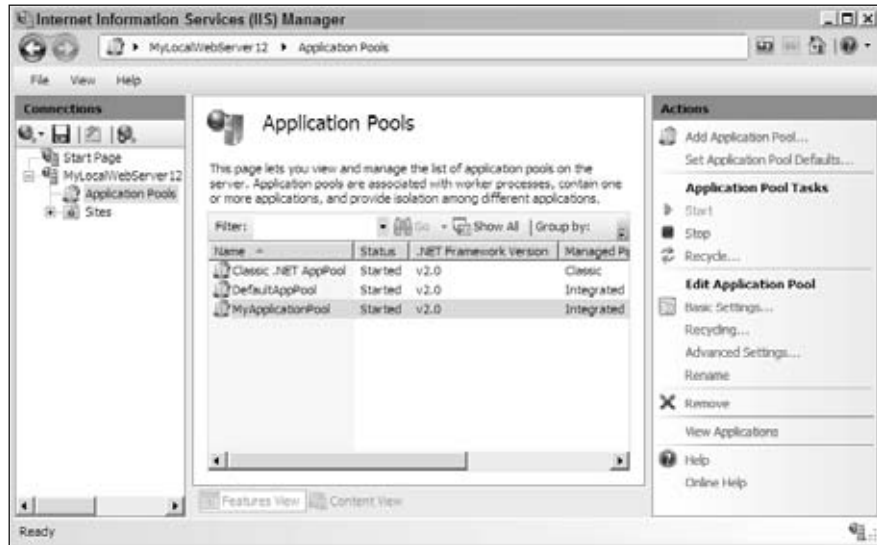 Internet Information Services (IIS) Manager
MyLocalWebServer12 Application Pools
File View Help
Connections
Start Page
MyLocalWebServer12
Application Pools
Sites
Application Pools
This page lets you view and manage the list of application pools on the
server. Application pools are associated with worker processes, contain one
or more applications, and provide isolation among different applications.
Filter: Go Show All Group by:
Name Status .NET Framework Version Managed Pi
Classic .NET AppPool Started v2.0 Classic
DefaultAppPool Started v2.0 Integrated
MyApplicationPool Started v2.0 Integrated
Features View Content View
Actions
Add Application Pool...
Set Application Pool Defaults...
Application Pool Tasks
Start
Stop
Recycle...
Edit Application Pool
Basic Settings...
Recycling...
Advanced Settings...
Rename
Remove
View Applications
Help
Online Help
Ready